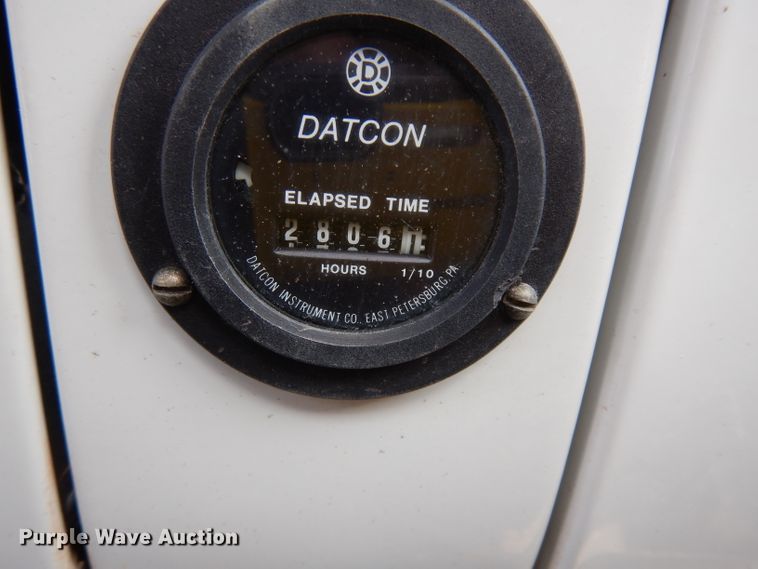 D
DATCON
ELAPSED TIME
2806
HOURS 1/10
DATCON INSTRUMENT CO. EAST PETERSBURG, PA
Purple Wave Auction